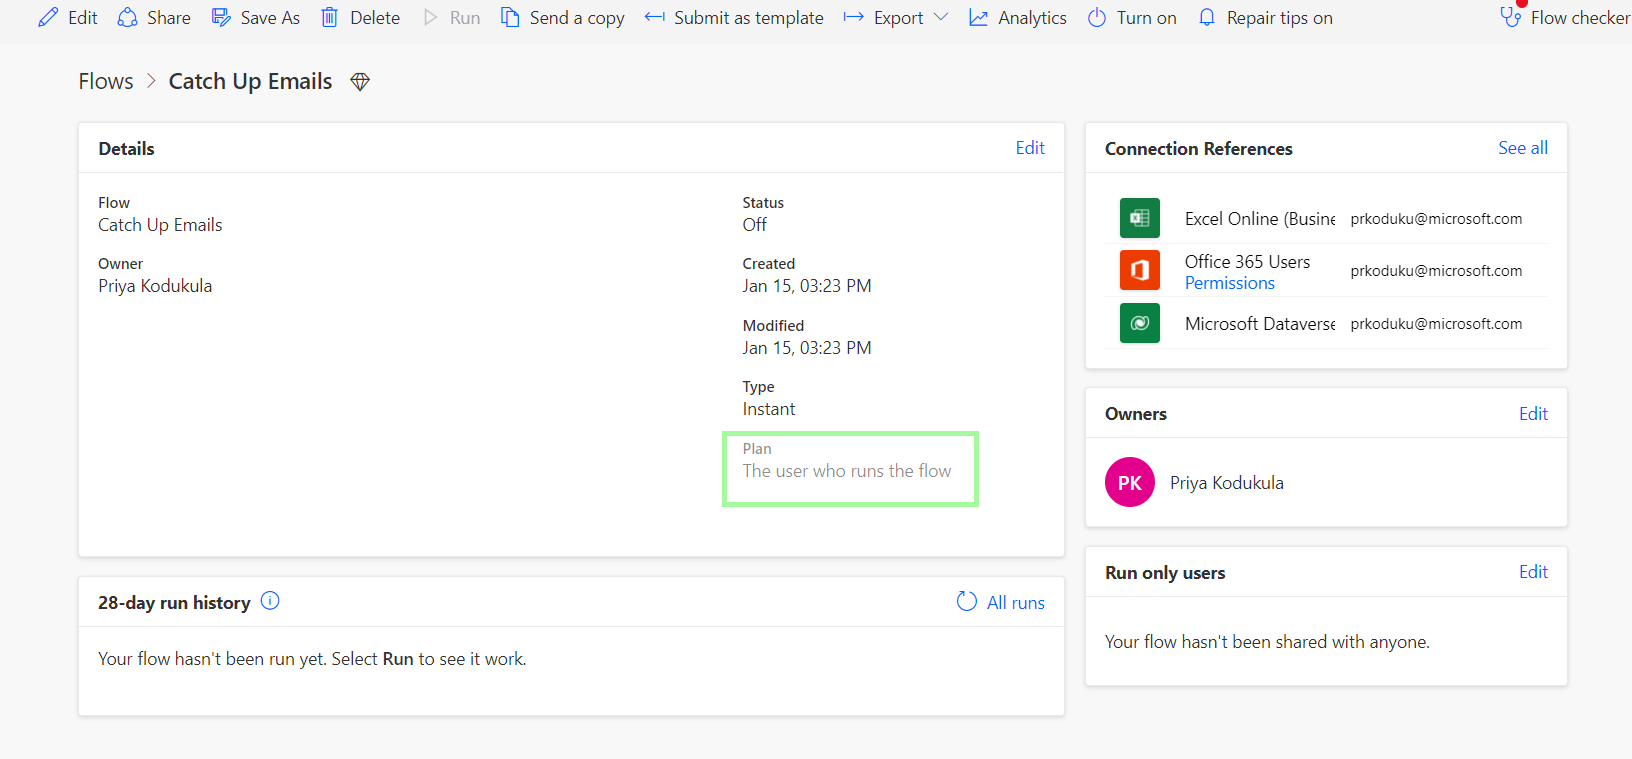 Edit Share Save As Delete Run Send a copy Submit as template Export Analytics Turn on Repair tips on Flow checker
Flows > Catch Up Emails
Details Edit
Flow
Catch Up Emails
Owner
Priya Kodukula
Status
Off
Created
Jan 15, 03:23 PM
Modified
Jan 15, 03:23 PM
Type
Instant
Plan
The user who runs the flow
28-day run history All runs
Your flow hasn't been run yet. Select Run to see it work.
Connection References See all
Excel Online (Busine prkoduku@microsoft.com
Office 365 Users
Permissions
prkoduku@microsoft.com
Microsoft Dataverse prkoduku@microsoft.com
Owners Edit
PK Priya Kodukula
Run only users Edit
Your flow hasn't been shared with anyone.